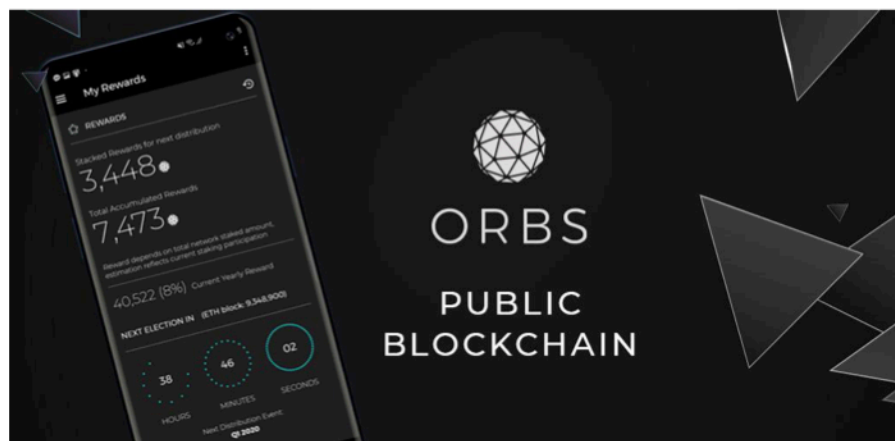 My Rewards
REWARDS
Stacked Rewards for next distribution
3,448
Total Accumulated Rewards
7,473
Reward depends on total network staked amount,
estimation reflects current staking participation
40,522 (8%) Current Yearly Reward
NEXT ELECTION IN (ETH block: 9,348,900)
38
46
02
HOURS
MINUTES
SECONDS
Next Distribution Event:
Q1 2020
ORBS
PUBLIC
BLOCKCHAIN